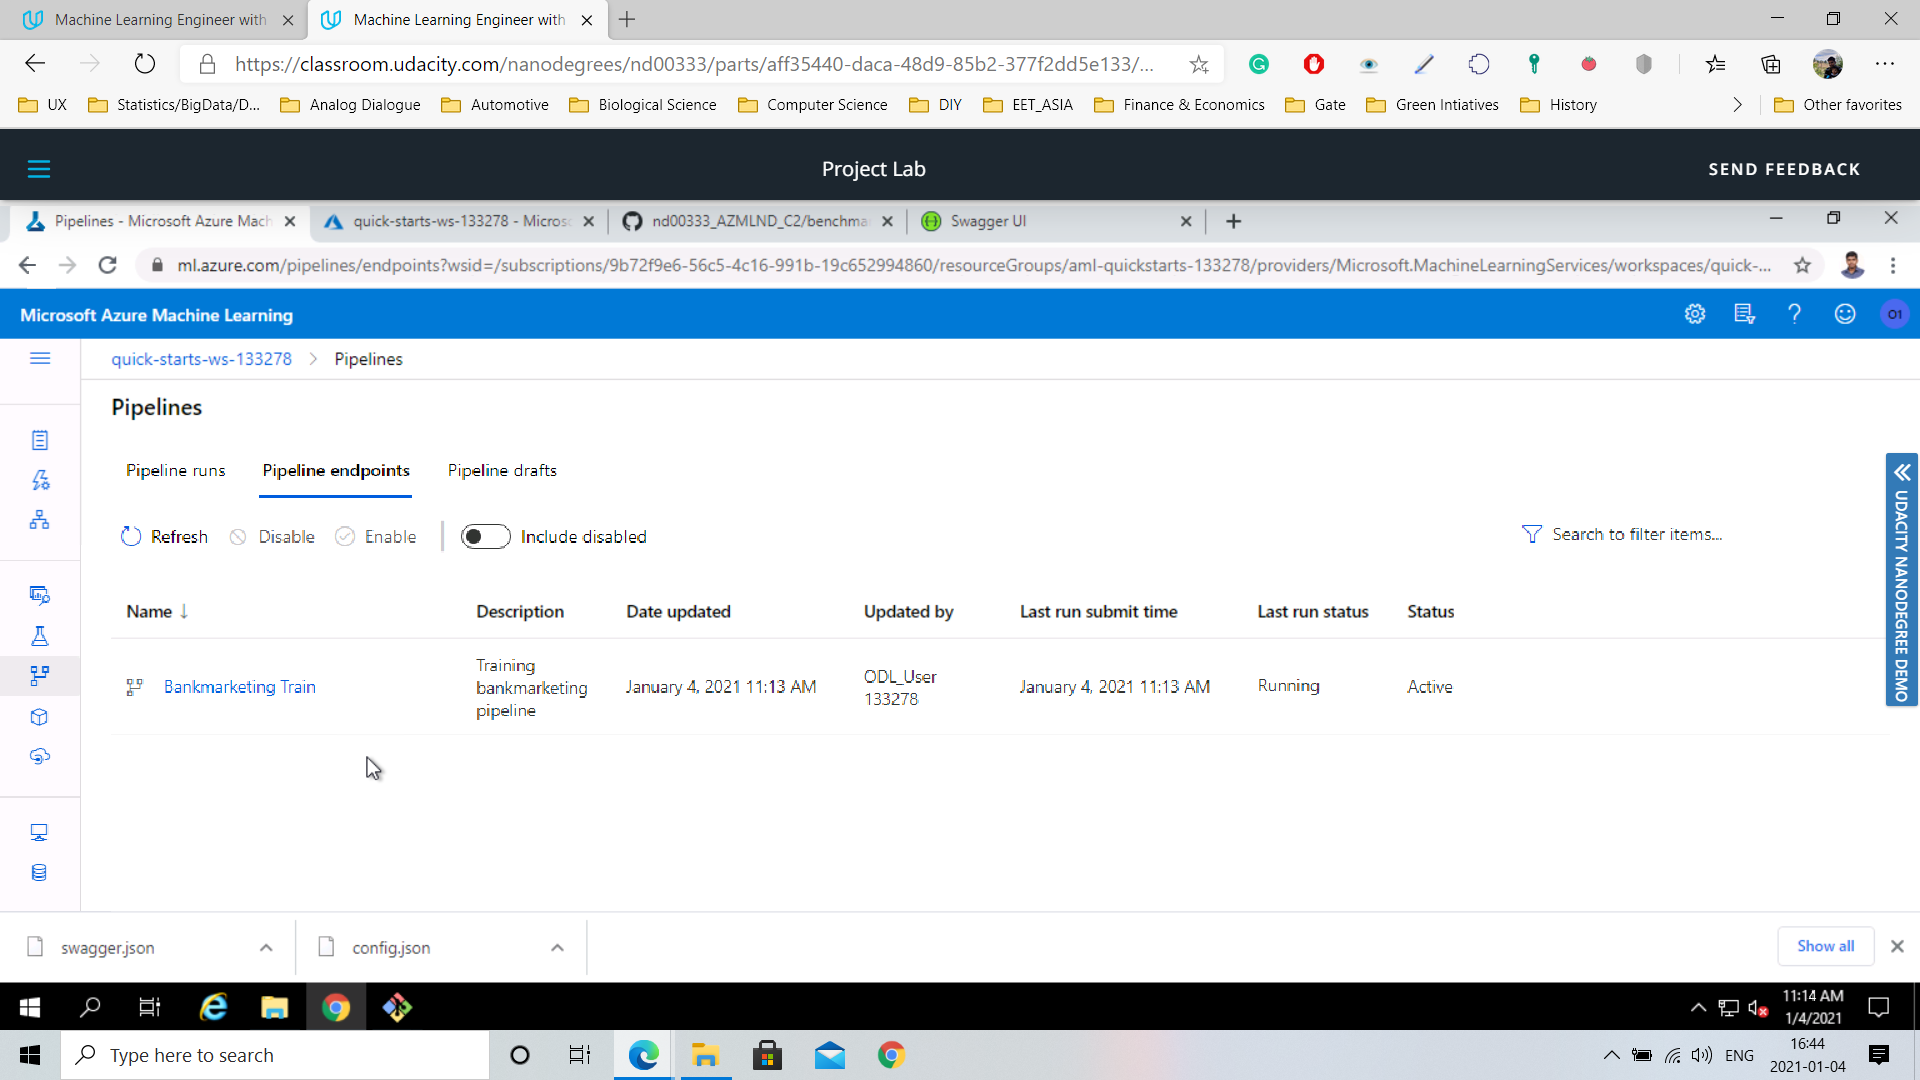 Machine Learning Engineer with
Machine Learning Engineer with
https://classroom.udacity.com/nanodegrees/nd00333/parts/aff35440-daca-48d9-85b2-377f2dd5e133/...
UX
Statistics/BigData/D...
Analog Dialogue
Automotive
Biological Science
Computer Science
DIY
EET_ASIA
Finance & Economics
Gate
Green Intiatives
History
Other favorites
Project Lab
SEND FEEDBACK
Pipelines - Microsoft Azure Mach
quick-starts-ws-133278 - Microso
nd00333_AZMLND_C2/benchma
Swagger UI
ml.azure.com/pipelines/endpoints?wsid=/subscriptions/9b72f9e6-56c5-4c16-991b-19c652994860/resourceGroups/aml-quickstarts-133278/providers/Microsoft.MachineLearningServices/workspaces/quick-...
Microsoft Azure Machine Learning
O1
quick-starts-ws-133278 > Pipelines
Pipelines
Pipeline runs
Pipeline endpoints
Pipeline drafts
Refresh
Disable
Enable
Include disabled
Search to filter items...
UDACITY NANODEGREE DEMO
Name
Description
Date updated
Updated by
Last run submit time
Last run status
Status
Bankmarketing Train
Training
bankmarketing
pipeline
January 4, 2021 11:13 AM
ODL_User
133278
January 4, 2021 11:13 AM
Running
Active
swagger.json
config.json
Show all
11:14 AM
1/4/2021
Type here to search
ENG
16:44
2021-01-04